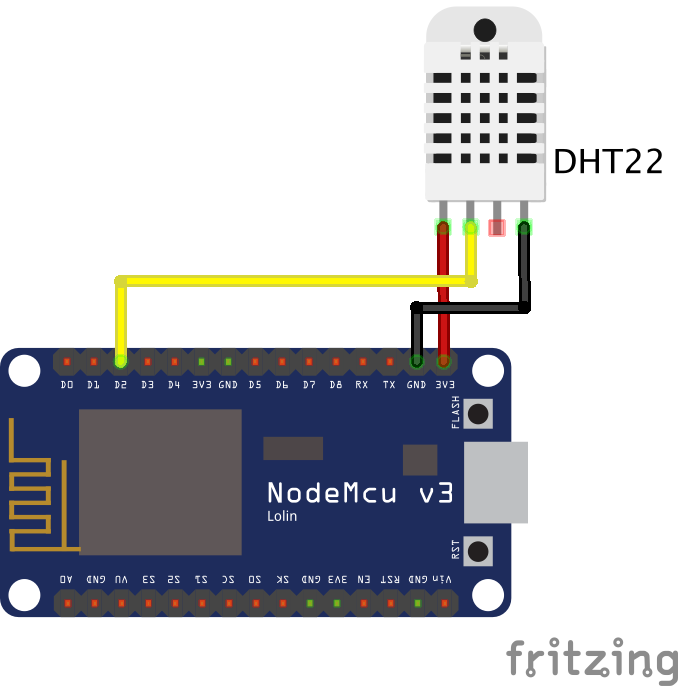 DHT22
D0 D1 D2 D3 D4 3V3 GND D5 D6 D7 D8 RX TX GND 3V3
FLASH
NodeMcu v3
Lolin
RST
A0 GND VU S3 S2 S1 SC S0 SK GND 3V3 EN RST GND Vin
fritzing